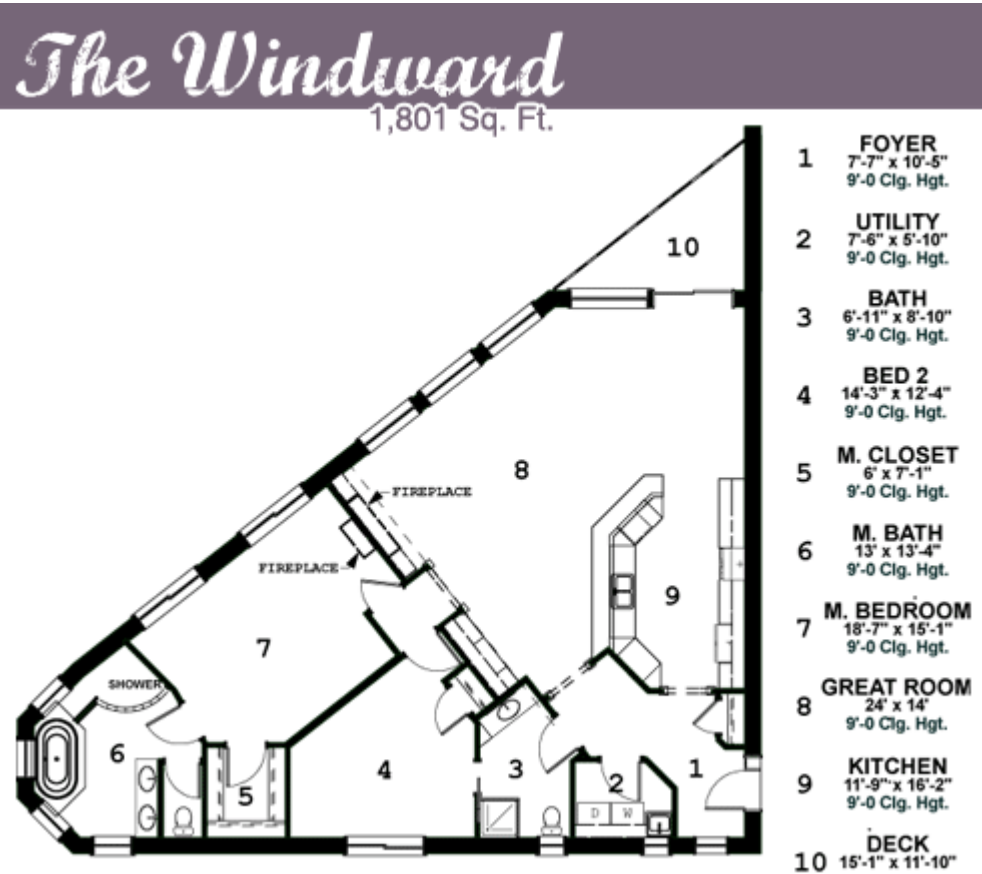 The Windward
1,801 Sq. Ft.
10
8
FIREPLACE
FIREPLACE
9
7
SHOWER
6
5
4
3
2
1
D W
1 FOYER
7'-7" x 10'-5"
9'-0 Clg. Hgt.
2 UTILITY
7'-6" x 5'-10"
9'-0 Clg. Hgt.
3 BATH
6'-11" x 8'-10"
9'-0 Clg. Hgt.
4 BED 2
14'-3" x 12'-4"
9'-0 Clg. Hgt.
5 M. CLOSET
6' x 7'-1"
9'-0 Clg. Hgt.
6 M. BATH
13' x 13'-4"
9'-0 Clg. Hgt.
7 M. BEDROOM
18'-7" x 15'-1"
9'-0 Clg. Hgt.
8 GREAT ROOM
24' x 14'
9'-0 Clg. Hgt.
9 KITCHEN
11'-9" x 16'-2"
9'-0 Clg. Hgt.
10 DECK
15'-1" x 11'-10"